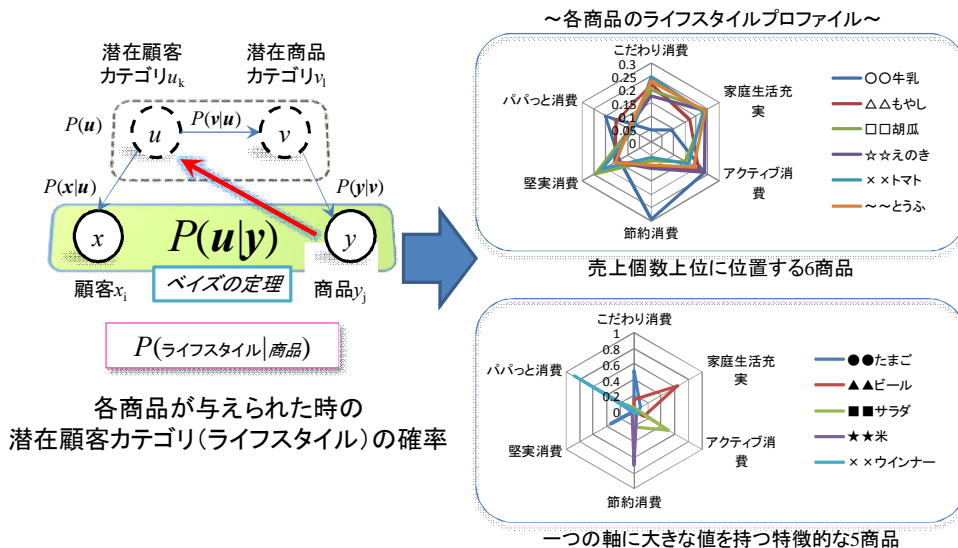 潜在顧客
カテゴリuk
潜在商品
カテゴリvl
P(u)
P(v|u)
u
v
P(x|u)
P(y|v)
x
P(u|y)
y
顧客xi
ベイズの定理
商品yj
P(ライフスタイル|商品)
各商品が与えられた時の
潜在顧客カテゴリ(ライフスタイル)の確率
～各商品のライフスタイルプロファイル～
こだわり消費
0.3
0.25
0.2
0.15
0.1
0.05
0
家庭生活充
実
アクティブ消
費
節約消費
堅実消費
パパっと消費
○○牛乳
△△もやし
□□胡瓜
☆☆えのき
××トマト
～～とうふ
売上個数上位に位置する6商品
こだわり消費
1
0.8
0.6
0.4
0.2
0
家庭生活充
実
アクティブ消
費
節約消費
堅実消費
パパっと消費
●●たまご
▲▲ビール
■■サラダ
★★米
××ウインナー
一つの軸に大きな値を持つ特徴的な5商品